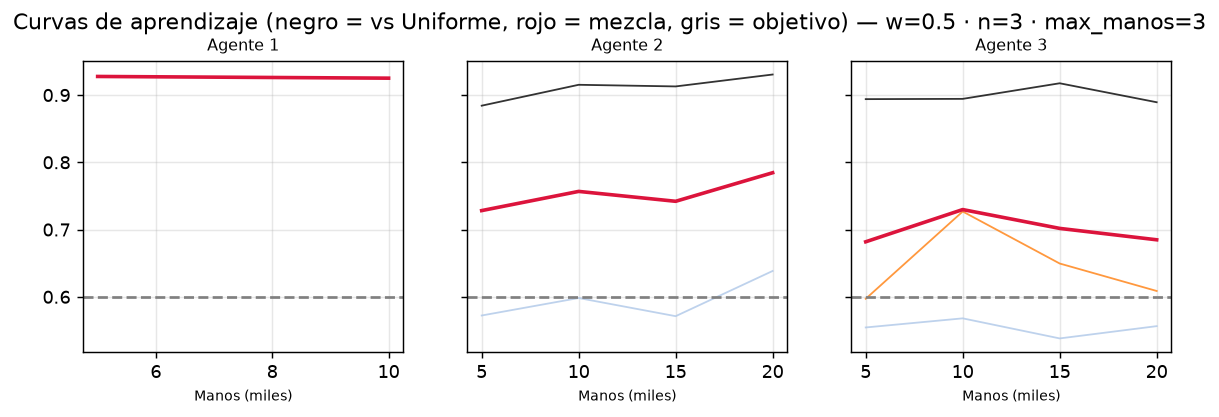 Curvas de aprendizaje (negro = vs Uniforme, rojo = mezcla, gris = objetivo) — w=0.5 · n=3 · max_manos=3
Agente 1
Agente 2
Agente 3
0.9
0.8
0.7
0.6
6
8
10
5
10
15
20
5
10
15
20
Manos (miles)
Manos (miles)
Manos (miles)